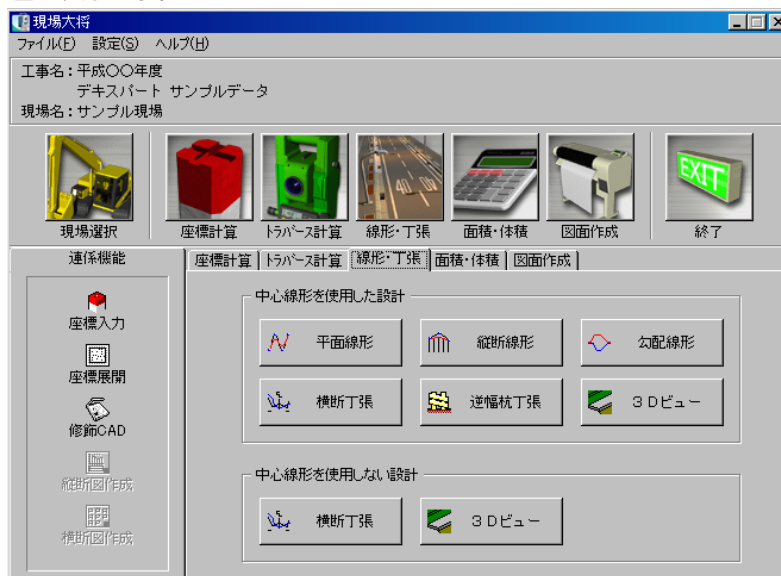 現場大将
ファイル(F) 設定(S) ヘルプ(H)
工事名：平成〇〇年度
デキスパート サンプルデータ
現場名：サンプル現場
現場選択 座標計算 トラバース計算 線形・丁張 面積・体積 図面作成 終了
EXIT
連係機能
座標計算 トラバース計算 線形・丁張 面積・体積 図面作成
座標入力
座標展開
修飾CAD
縦断図作成
横断図作成
中心線形を使用した設計
平面線形 縦断線形 勾配線形
横断丁張 逆幅杭丁張 3Dビュー
中心線形を使用しない設計
横断丁張 3Dビュー